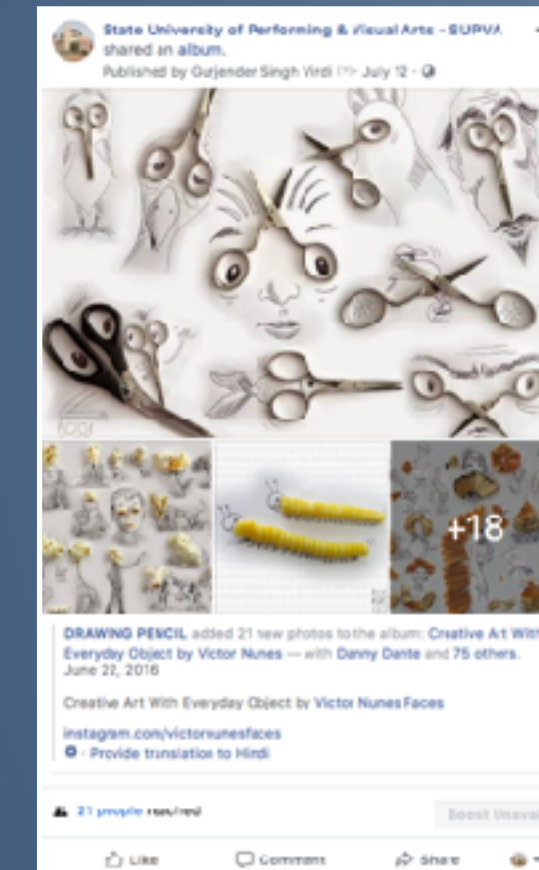 State University of Performing & Visual Arts - SUPVA
shared an album.
Published by Gurjender Singh Virdi July 12
+18
DRAWING PENCIL added 21 new photos to the album: Creative Art With
Everyday Object by Victor Nunes — with Danny Dante and 75 others.
June 22, 2016
Creative Art With Everyday Object by Victor Nunes Faces
instagram.com/victornunesfaces
Provide translation to Hindi
21 people reached
Boost Unavai
Like
Comment
Share